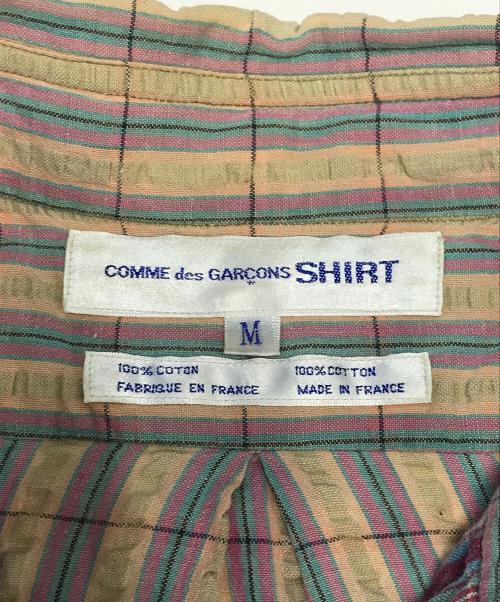 COMME des GARÇONS SHIRT
M
100% COTON 100% COTTON
FABRIQUE EN FRANCE MADE IN FRANCE